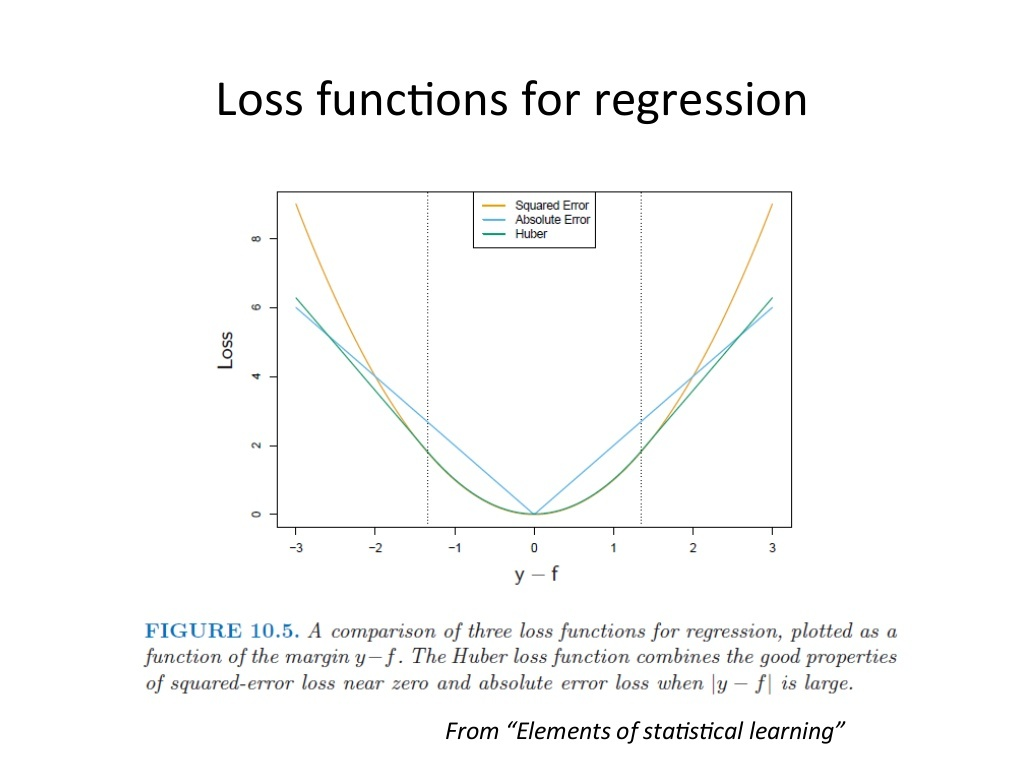 Loss functions for regression
Squared Error
Absolute Error
Huber
8
6
4
2
0
Loss
−3 −2 −1 0 1 2 3
y − f
FIGURE 10.5. A comparison of three loss functions for regression, plotted as a
function of the margin y−f. The Huber loss function combines the good properties
of squared-error loss near zero and absolute error loss when |y − f| is large.
From “Elements of statistical learning”